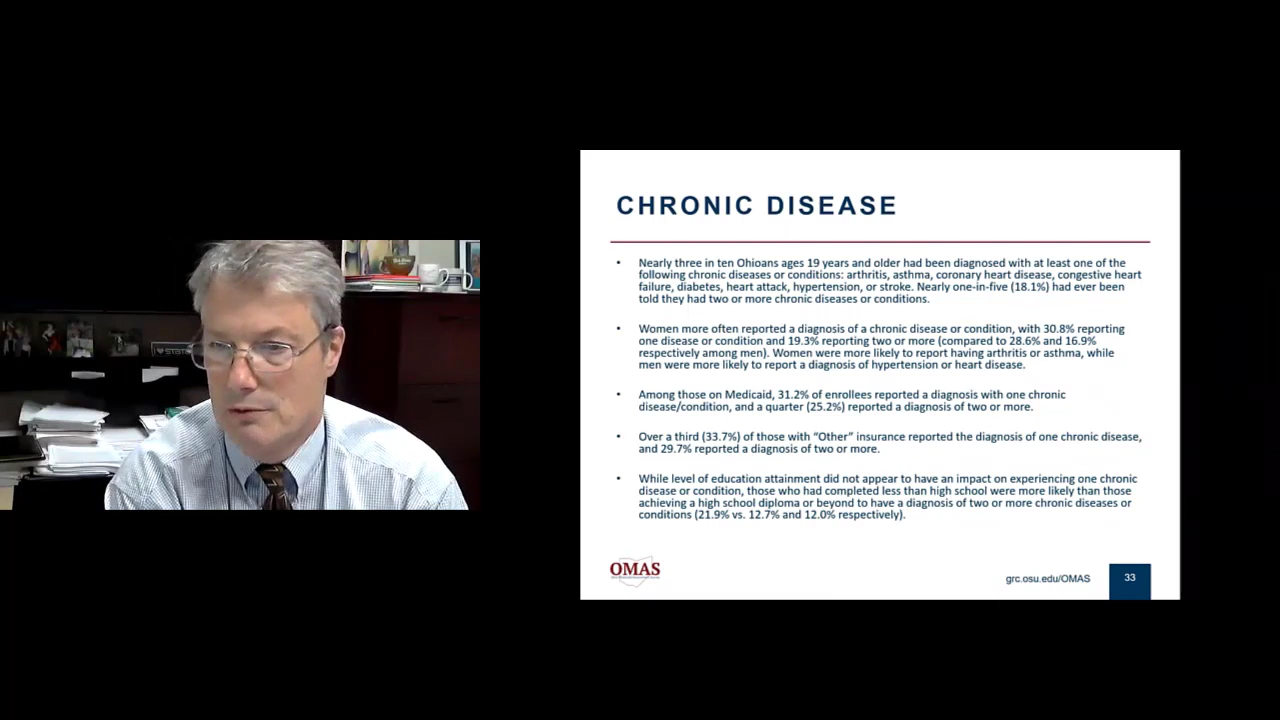 CHRONIC DISEASE
• Nearly three in ten Ohioans ages 19 years and older had been diagnosed with at least one of the
following chronic diseases or conditions: arthritis, asthma, coronary heart disease, congestive heart
failure, diabetes, heart attack, hypertension, or stroke. Nearly one-in-five (18.1%) had ever been
told they had two or more chronic diseases or conditions.
• Women more often reported a diagnosis of a chronic disease or condition, with 30.8% reporting
one disease or condition and 19.3% reporting two or more (compared to 28.6% and 16.9%
respectively among men). Women were more likely to report having arthritis or asthma, while
men were more likely to report a diagnosis of hypertension or heart disease.
• Among those on Medicaid, 31.2% of enrollees reported a diagnosis with one chronic
disease/condition, and a quarter (25.2%) reported a diagnosis of two or more.
• Over a third (33.7%) of those with “Other” insurance reported the diagnosis of one chronic disease,
and 29.7% reported a diagnosis of two or more.
• While level of education attainment did not appear to have an impact on experiencing one chronic
disease or condition, those who had completed less than high school were more likely than those
achieving a high school diploma or beyond to have a diagnosis of two or more chronic diseases or
conditions (21.9% vs. 12.7% and 12.0% respectively).
OMAS
grc.osu.edu/OMAS
33